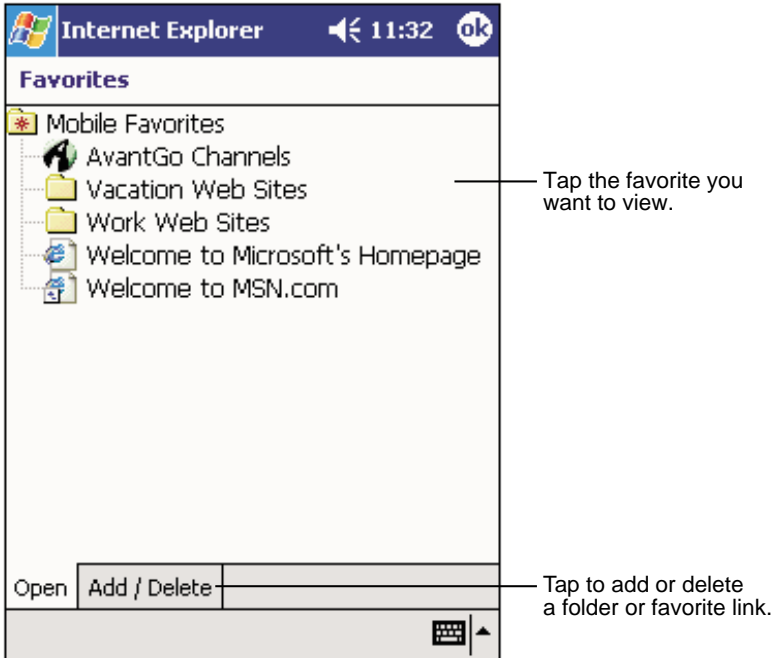 Internet Explorer 11:32 ok
Favorites
Mobile Favorites
AvantGo Channels
Vacation Web Sites
Work Web Sites
Welcome to Microsoft's Homepage
Welcome to MSN.com
Tap the favorite you
want to view.
Open Add / Delete
Tap to add or delete
a folder or favorite link.